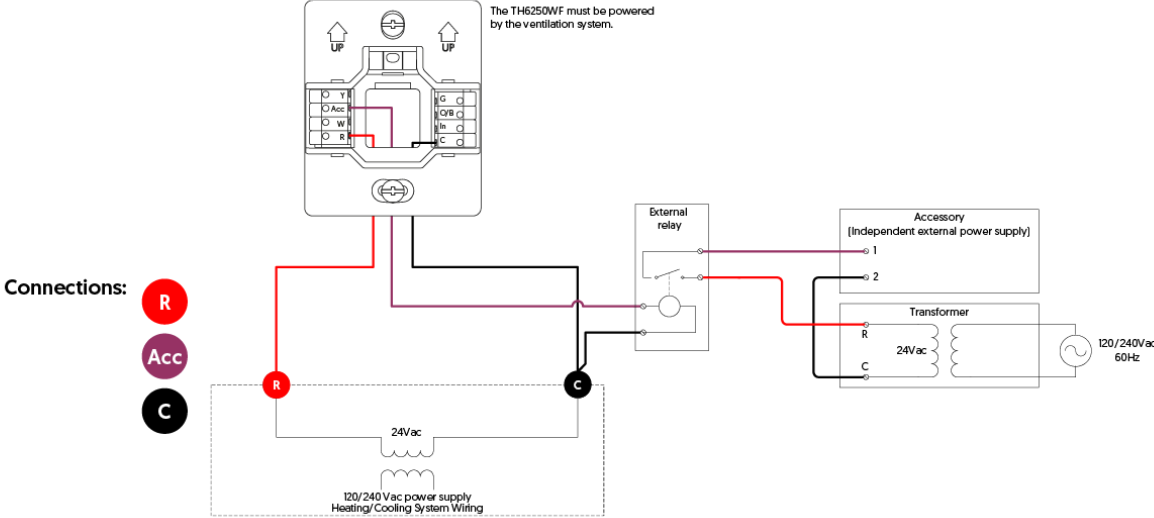 The TH6250WF must be powered
by the ventilation system.
UP
UP
Y
Acc
W
R
G
O/B
In
C
External
relay
Accessory
(Independent external power supply)
1
2
Connections:
R
Acc
C
Transformer
R
24Vac
C
120/240Vac
60Hz
R
C
24Vac
120/240 Vac power supply
Heating/Cooling System Wiring